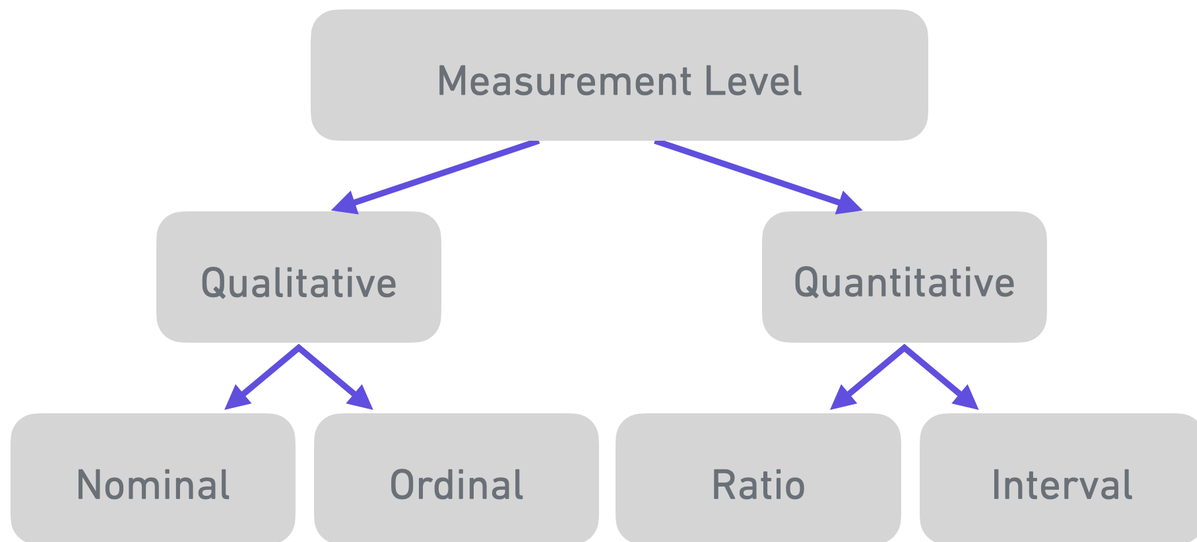 Measurement Level
Qualitative
Quantitative
Nominal
Ordinal
Ratio
Interval